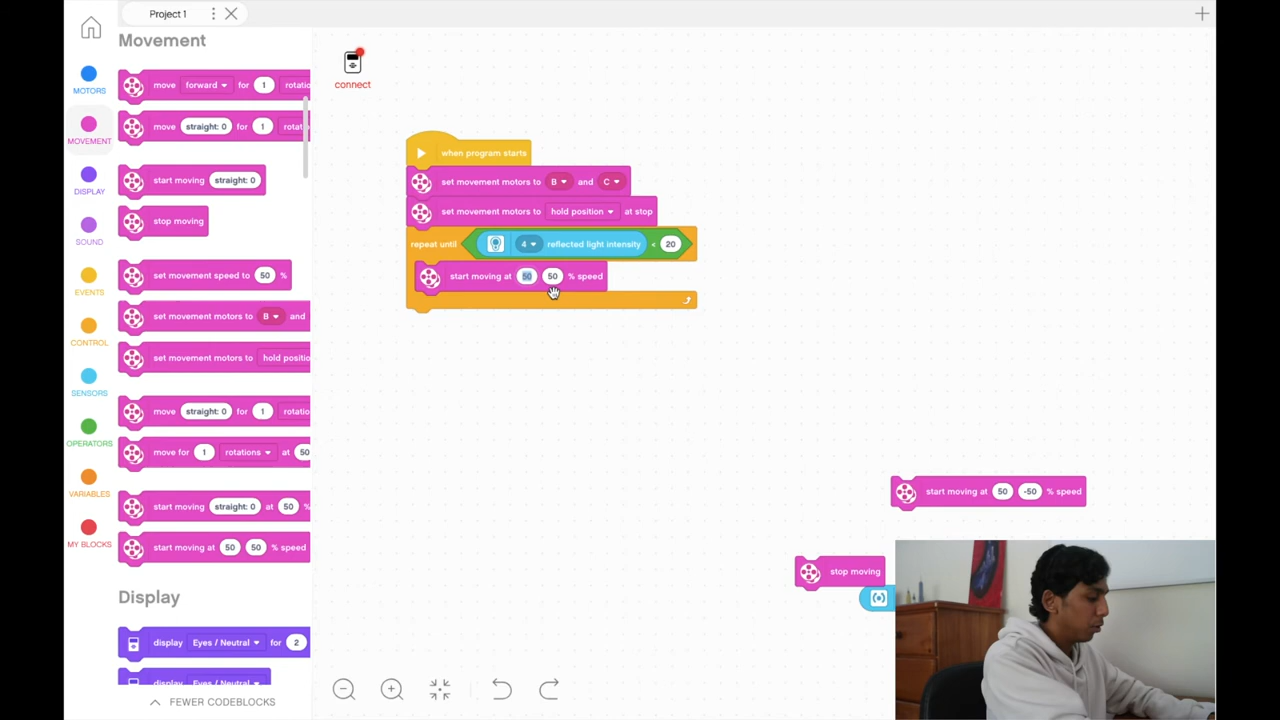 Project 1
Movement
connect
MOTORS
MOVEMENT
DISPLAY
SOUND
EVENTS
CONTROL
SENSORS
OPERATORS
VARIABLES
MY BLOCKS
move forward for 1
move straight: 0 for 1
start moving straight: 0
stop moving
set movement speed to 50 %
set movement motors to B and
set movement motors to
move straight: 0 for 1
move for 1 rotations at 50
start moving straight: 0 at 50 %
start moving at 50 50 % speed
Display
display Eyes / Neutral for 2
display Eyes / Neutral
FEWER CODEBLOCKS
when program starts
set movement motors to B and C
set movement motors to hold position at stop
repeat until 4 reflected light intensity < 20
start moving at 50 50 % speed
start moving at 50 -50 % speed
stop moving